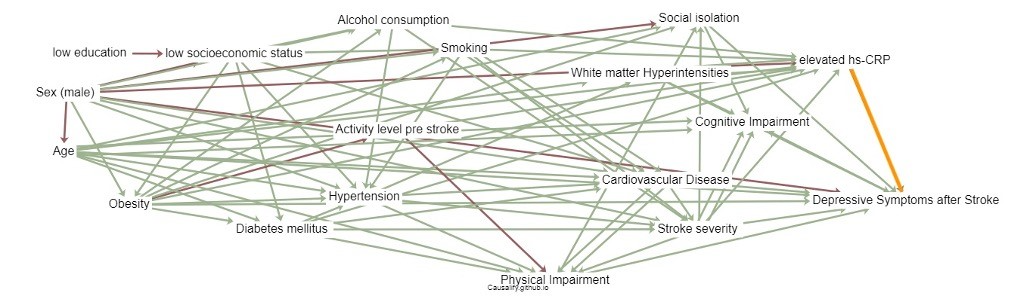 Social isolation
Alcohol consumption
Smoking
low education
low socioeconomic status
elevated hs-CRP
White matter Hyperintensities
Sex (male)
Cognitive Impairment
Activity level pre stroke
Age
Cardiovascular Disease
Hypertension
Depressive Symptoms after Stroke
Obesity
Diabetes mellitus
Stroke severity
Physical Impairment
Causalify.github.io